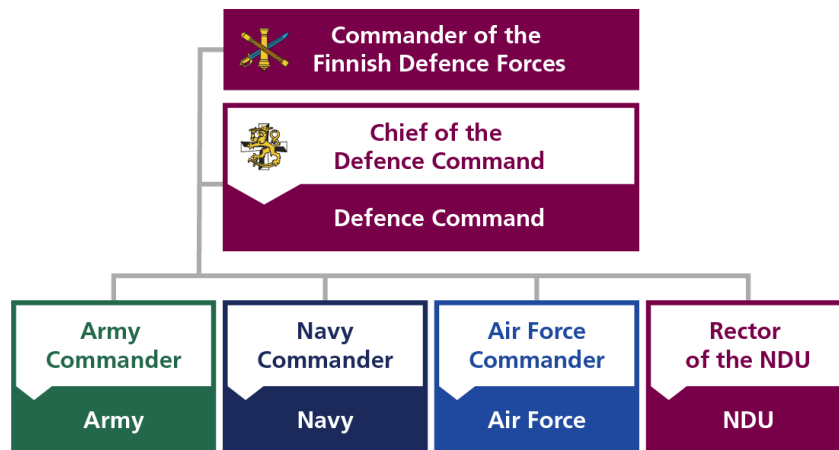 Commander of the
Finnish Defence Forces
Chief of the
Defence Command
Defence Command
Army
Commander
Army
Navy
Commander
Navy
Air Force
Commander
Air Force
Rector
of the NDU
NDU